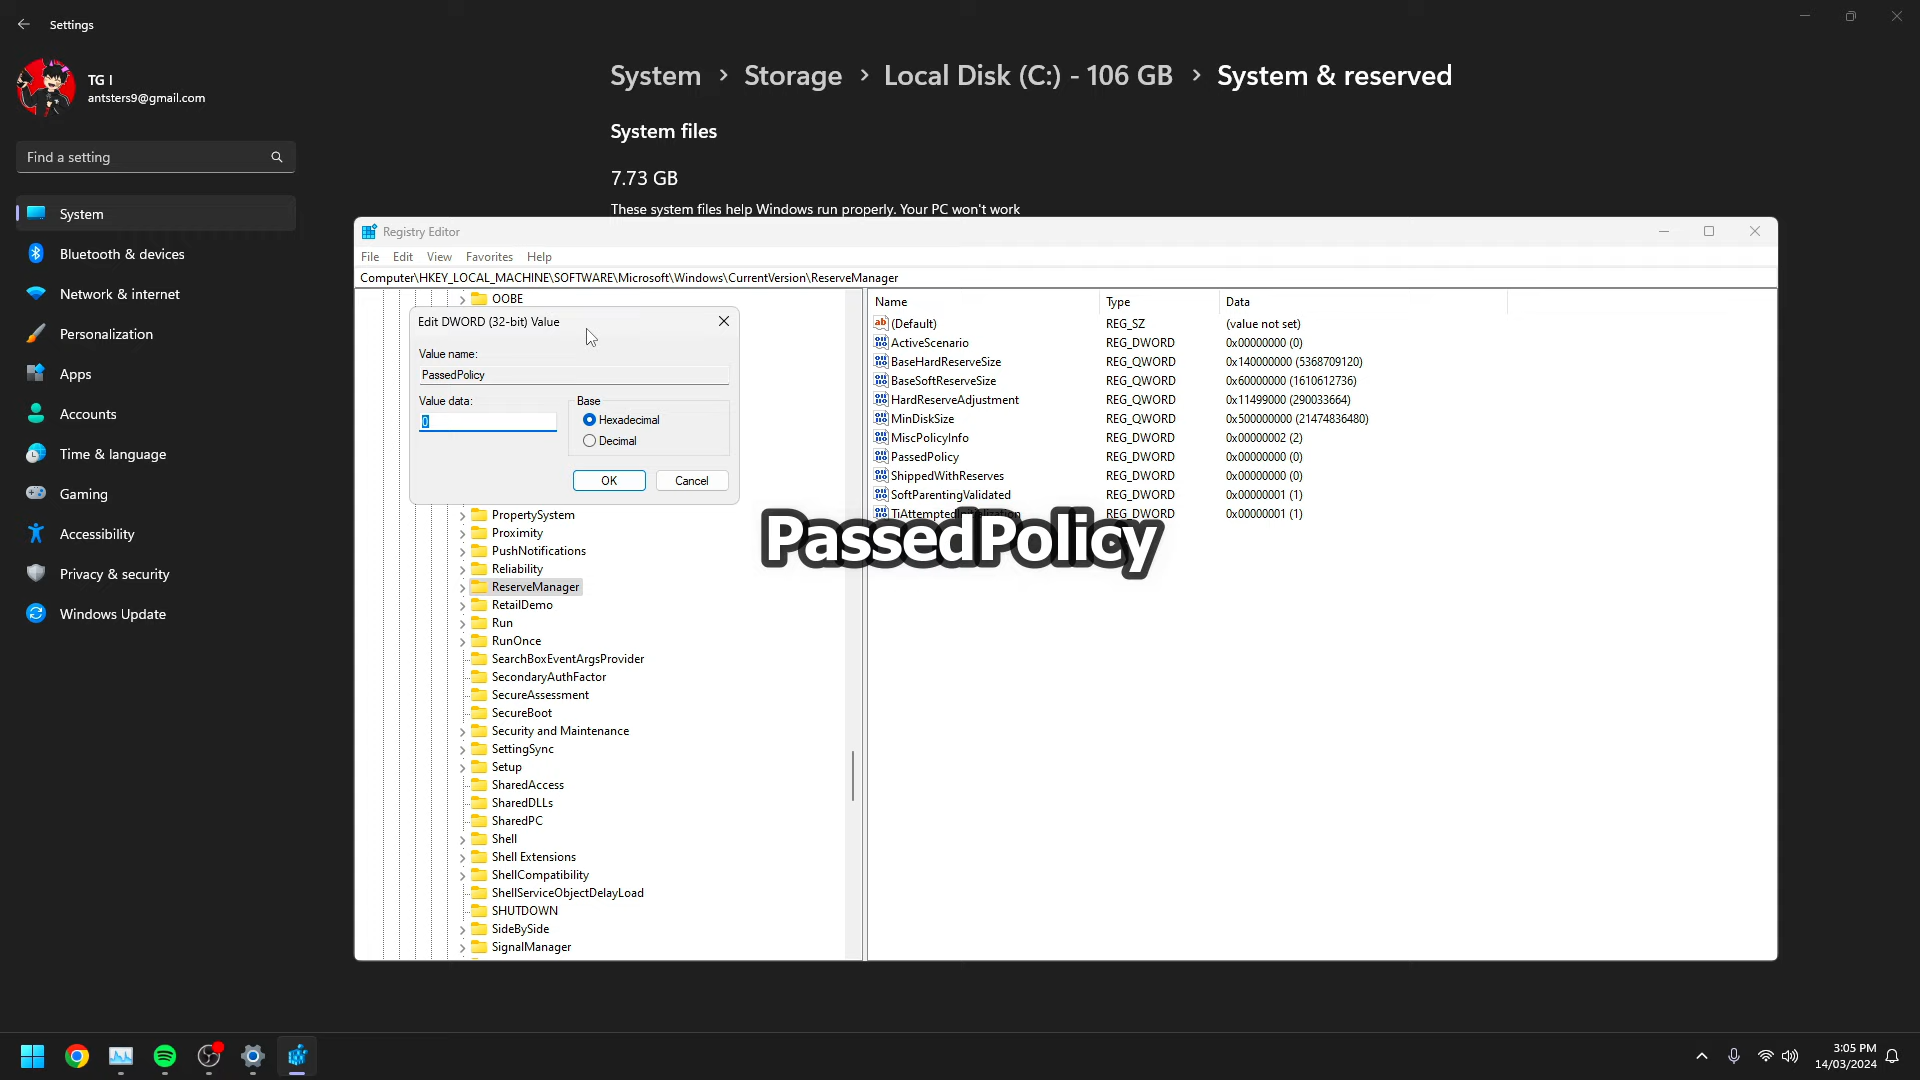 Settings
TG I
antsters9@gmail.com
Find a setting
System
Bluetooth & devices
Network & internet
Personalization
Apps
Accounts
Time & language
Gaming
Accessibility
Privacy & security
Windows Update
System > Storage > Local Disk (C:) - 106 GB > System & reserved
System files
7.73 GB
These system files help Windows run properly. Your PC won't work
Registry Editor
File Edit View Favorites Help
Computer\HKEY_LOCAL_MACHINE\SOFTWARE\Microsoft\Windows\CurrentVersion\ReserveManager
OOBE
Edit DWORD (32-bit) Value
Value name:
PassedPolicy
Value data:
0
Base
Hexadecimal
Decimal
OK Cancel
PropertySystem
Proximity
PushNotifications
Reliability
ReserveManager
RetailDemo
Run
RunOnce
SearchBoxEventArgsProvider
SecondaryAuthFactor
SecureAssessment
SecureBoot
Security and Maintenance
SettingSync
Setup
SharedAccess
SharedDLLs
SharedPC
Shell
Shell Extensions
ShellCompatibility
ShellServiceObjectDelayLoad
SHUTDOWN
SideBySide
SignalManager
Name Type Data
(Default) REG_SZ (value not set)
ActiveScenario REG_DWORD 0x00000000 (0)
BaseHardReserveSize REG_QWORD 0x140000000 (5368709120)
BaseSoftReserveSize REG_QWORD 0x60000000 (1610612736)
HardReserveAdjustment REG_QWORD 0x11499000 (290033664)
MinDiskSize REG_QWORD 0x500000000 (21474836480)
MiscPolicyInfo REG_DWORD 0x00000002 (2)
PassedPolicy REG_DWORD 0x00000000 (0)
ShippedWithReserves REG_DWORD 0x00000000 (0)
SoftParentingValidated REG_DWORD 0x00000001 (1)
REG_DWORD 0x00000001 (1)
PassedPolicy
3:05 PM
14/03/2024